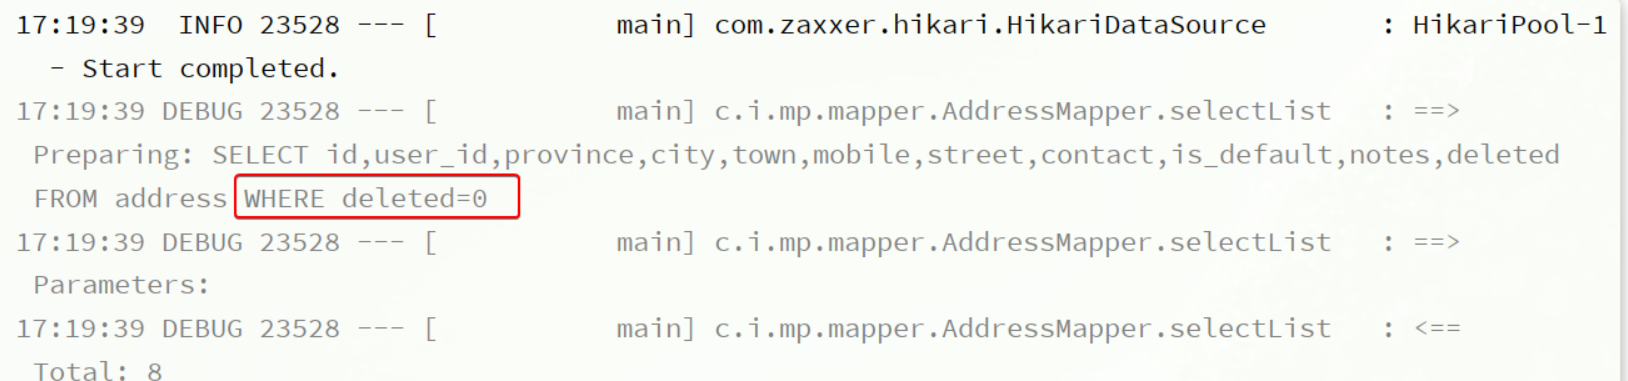 17:19:39  INFO 23528 --- [           main] com.zaxxer.hikari.HikariDataSource       : HikariPool-1
- Start completed.
17:19:39 DEBUG 23528 --- [           main] c.i.mp.mapper.AddressMapper.selectList   : ==>
Preparing: SELECT id,user_id,province,city,town,mobile,street,contact,is_default,notes,deleted
FROM address WHERE deleted=0
17:19:39 DEBUG 23528 --- [           main] c.i.mp.mapper.AddressMapper.selectList   : ==>
Parameters:
17:19:39 DEBUG 23528 --- [           main] c.i.mp.mapper.AddressMapper.selectList   : <==
Total: 8